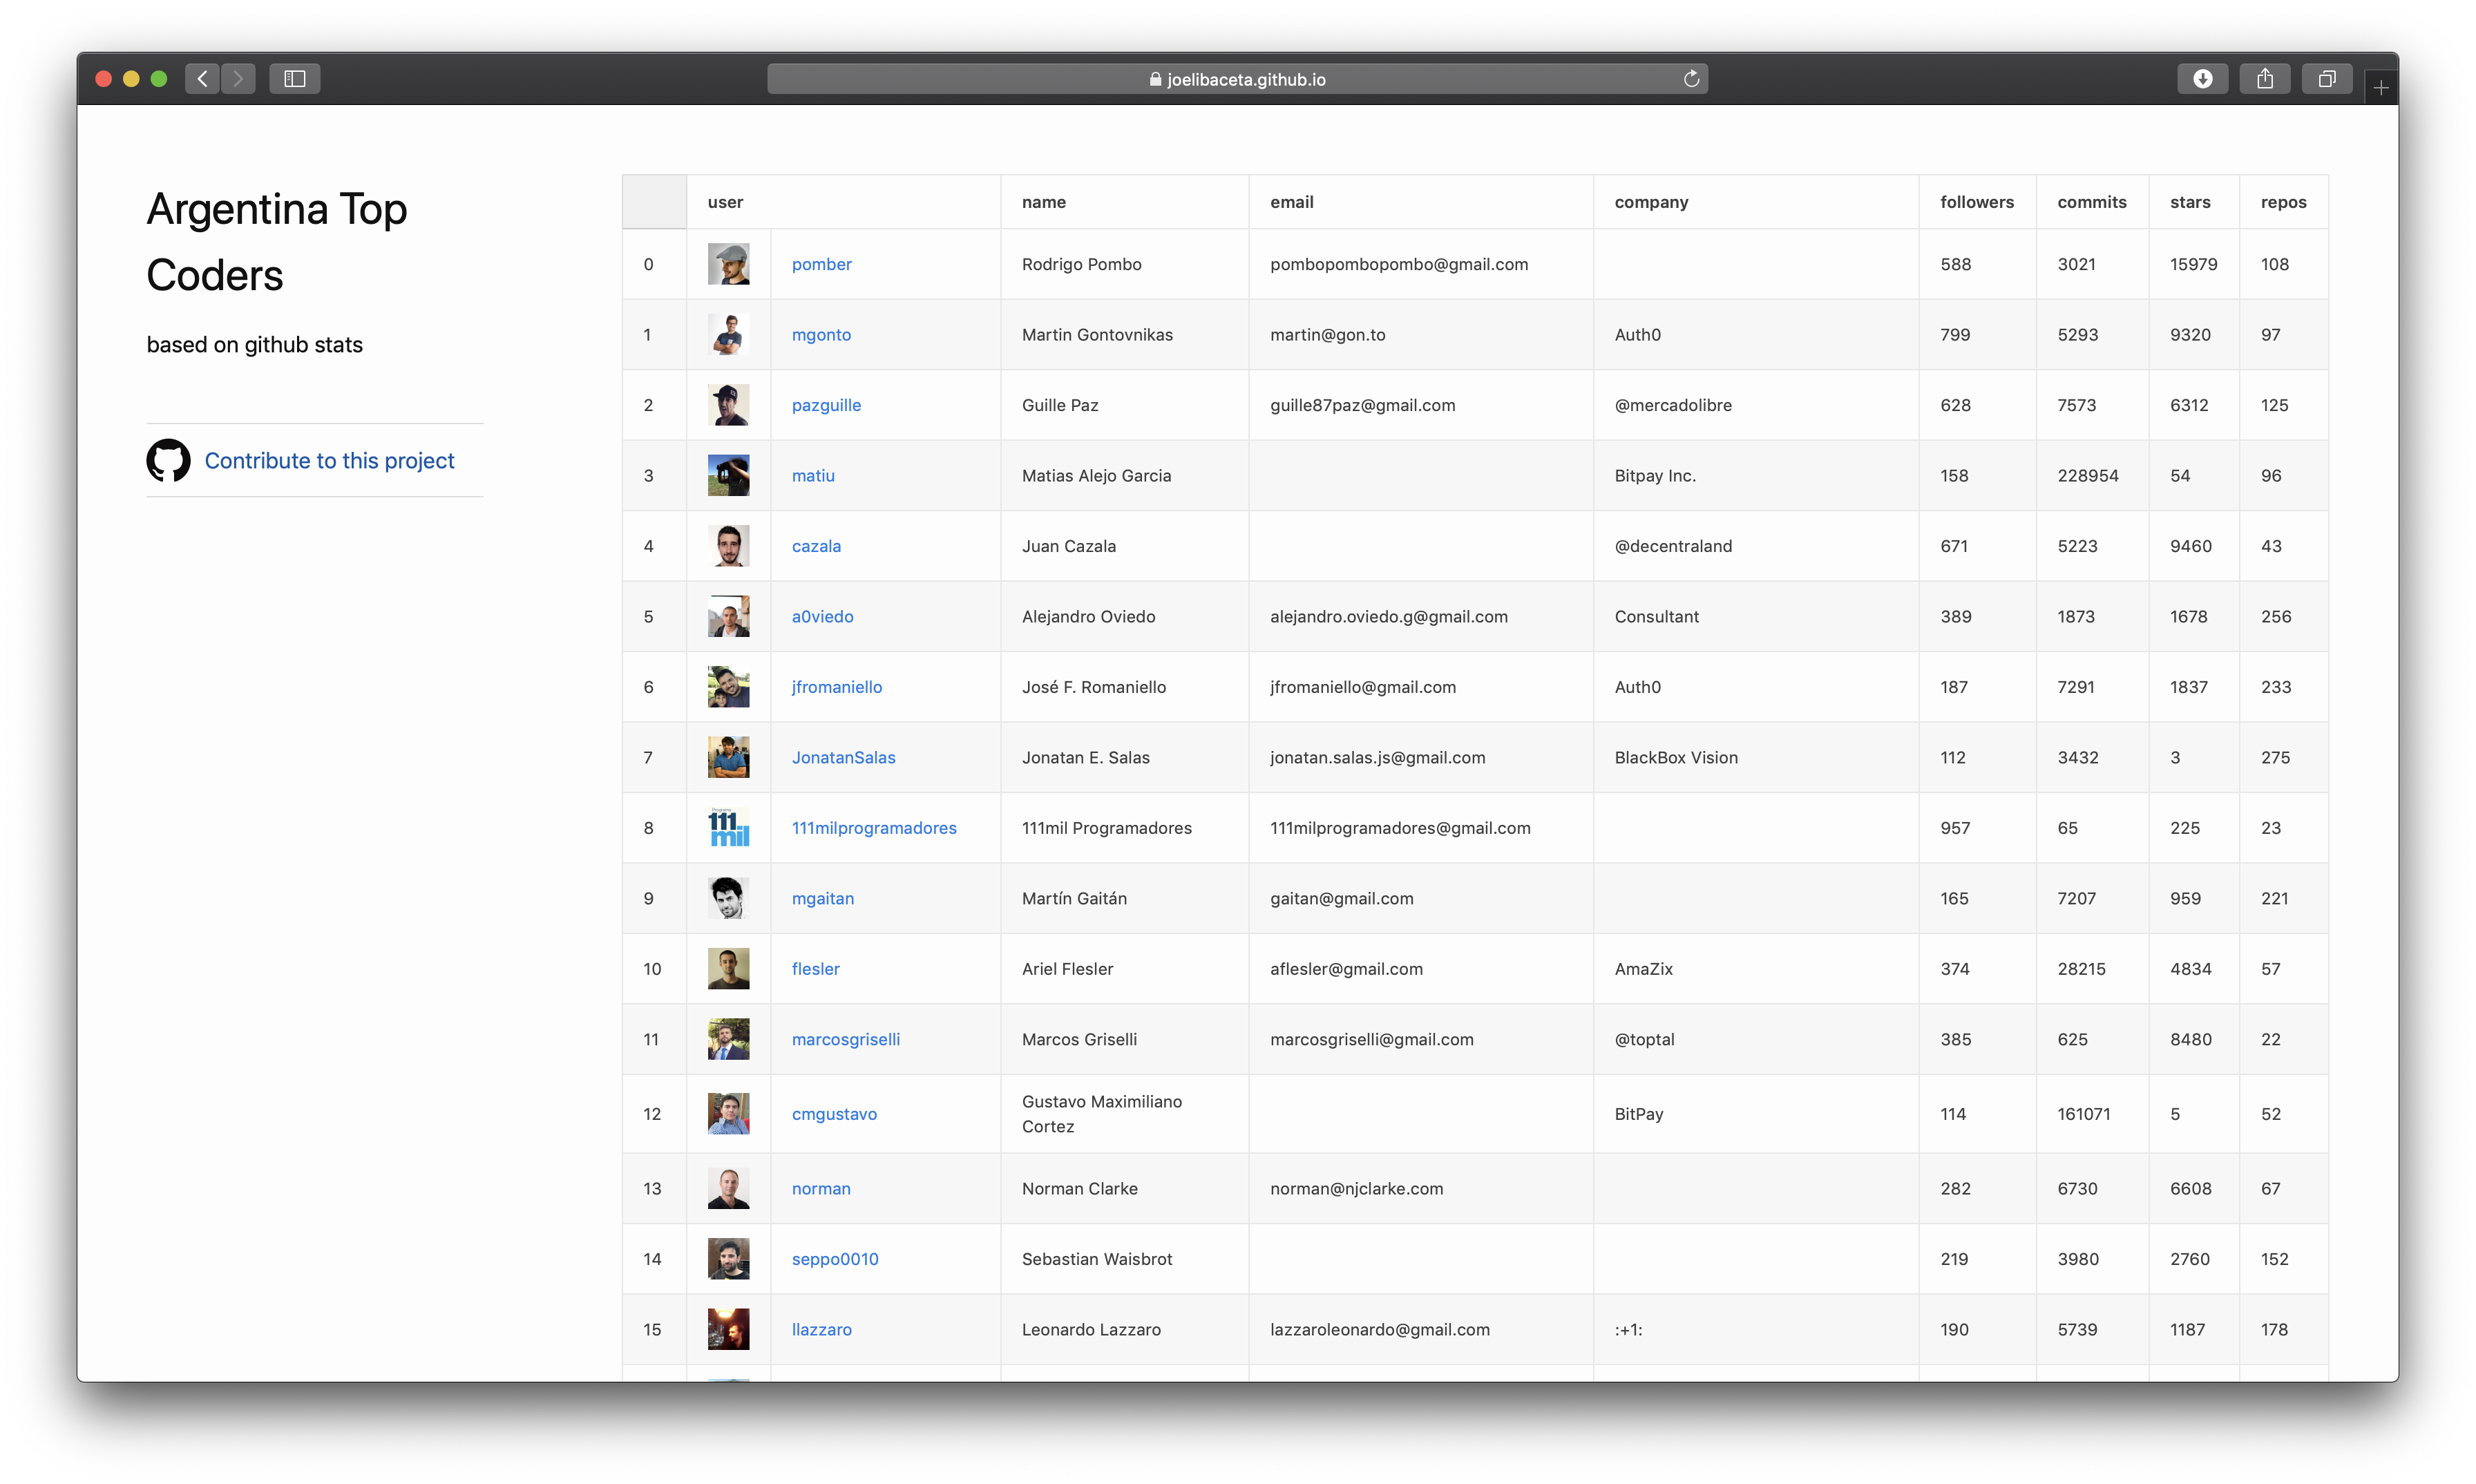 joelibaceta.github.io
Argentina Top
Coders
based on github stats
Contribute to this project
user name email company followers commits stars repos
0 pomber Rodrigo Pombo pombopombopombo@gmail.com 588 3021 15979 108
1 mgonto Martin Gontovnikas martin@gon.to Auth0 799 5293 9320 97
2 pazguille Guille Paz guille87paz@gmail.com @mercadolibre 628 7573 6312 125
3 matiu Matias Alejo Garcia Bitpay Inc. 158 228954 54 96
4 cazala Juan Cazala @decentraland 671 5223 9460 43
5 a0viedo Alejandro Oviedo alejandro.oviedo.g@gmail.com Consultant 389 1873 1678 256
6 jfromaniello José F. Romaniello jfromaniello@gmail.com Auth0 187 7291 1837 233
7 JonatanSalas Jonatan E. Salas jonatan.salas.js@gmail.com BlackBox Vision 112 3432 3 275
Programa
111
mil
8 111milprogramadores 111mil Programadores 111milprogramadores@gmail.com 957 65 225 23
9 mgaitan Martín Gaitán gaitan@gmail.com 165 7207 959 221
10 flesler Ariel Flesler aflesler@gmail.com AmaZix 374 28215 4834 57
11 marcosgriselli Marcos Griselli marcosgriselli@gmail.com @toptal 385 625 8480 22
12 cmgustavo Gustavo Maximiliano
Cortez BitPay 114 161071 5 52
13 norman Norman Clarke norman@njclarke.com 282 6730 6608 67
14 seppo0010 Sebastian Waisbrot 219 3980 2760 152
15 llazzaro Leonardo Lazzaro lazzaroleonardo@gmail.com :+1: 190 5739 1187 178